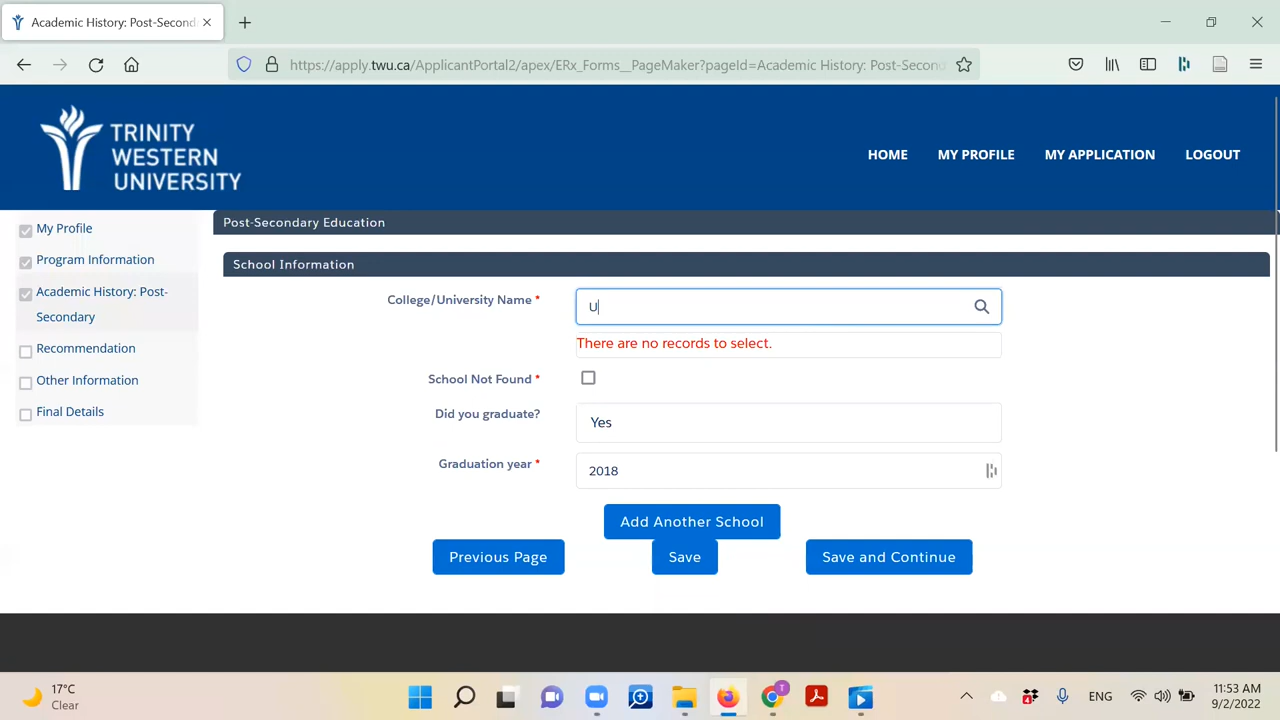 Academic History: Post-Second
https://apply.twu.ca/ApplicantPortal2/apex/ERx_Forms__PageMaker?pageId=Academic History: Post-Second
TRINITY
WESTERN
UNIVERSITY
HOME
MY PROFILE
MY APPLICATION
LOGOUT
My Profile
Program Information
Academic History: Post-
Secondary
Recommendation
Other Information
Final Details
Post-Secondary Education
School Information
College/University Name *
U
There are no records to select.
School Not Found *
Did you graduate?
Yes
Graduation year *
2018
Add Another School
Previous Page
Save
Save and Continue
17°C
Clear
T
4
ENG
11:53 AM
9/2/2022